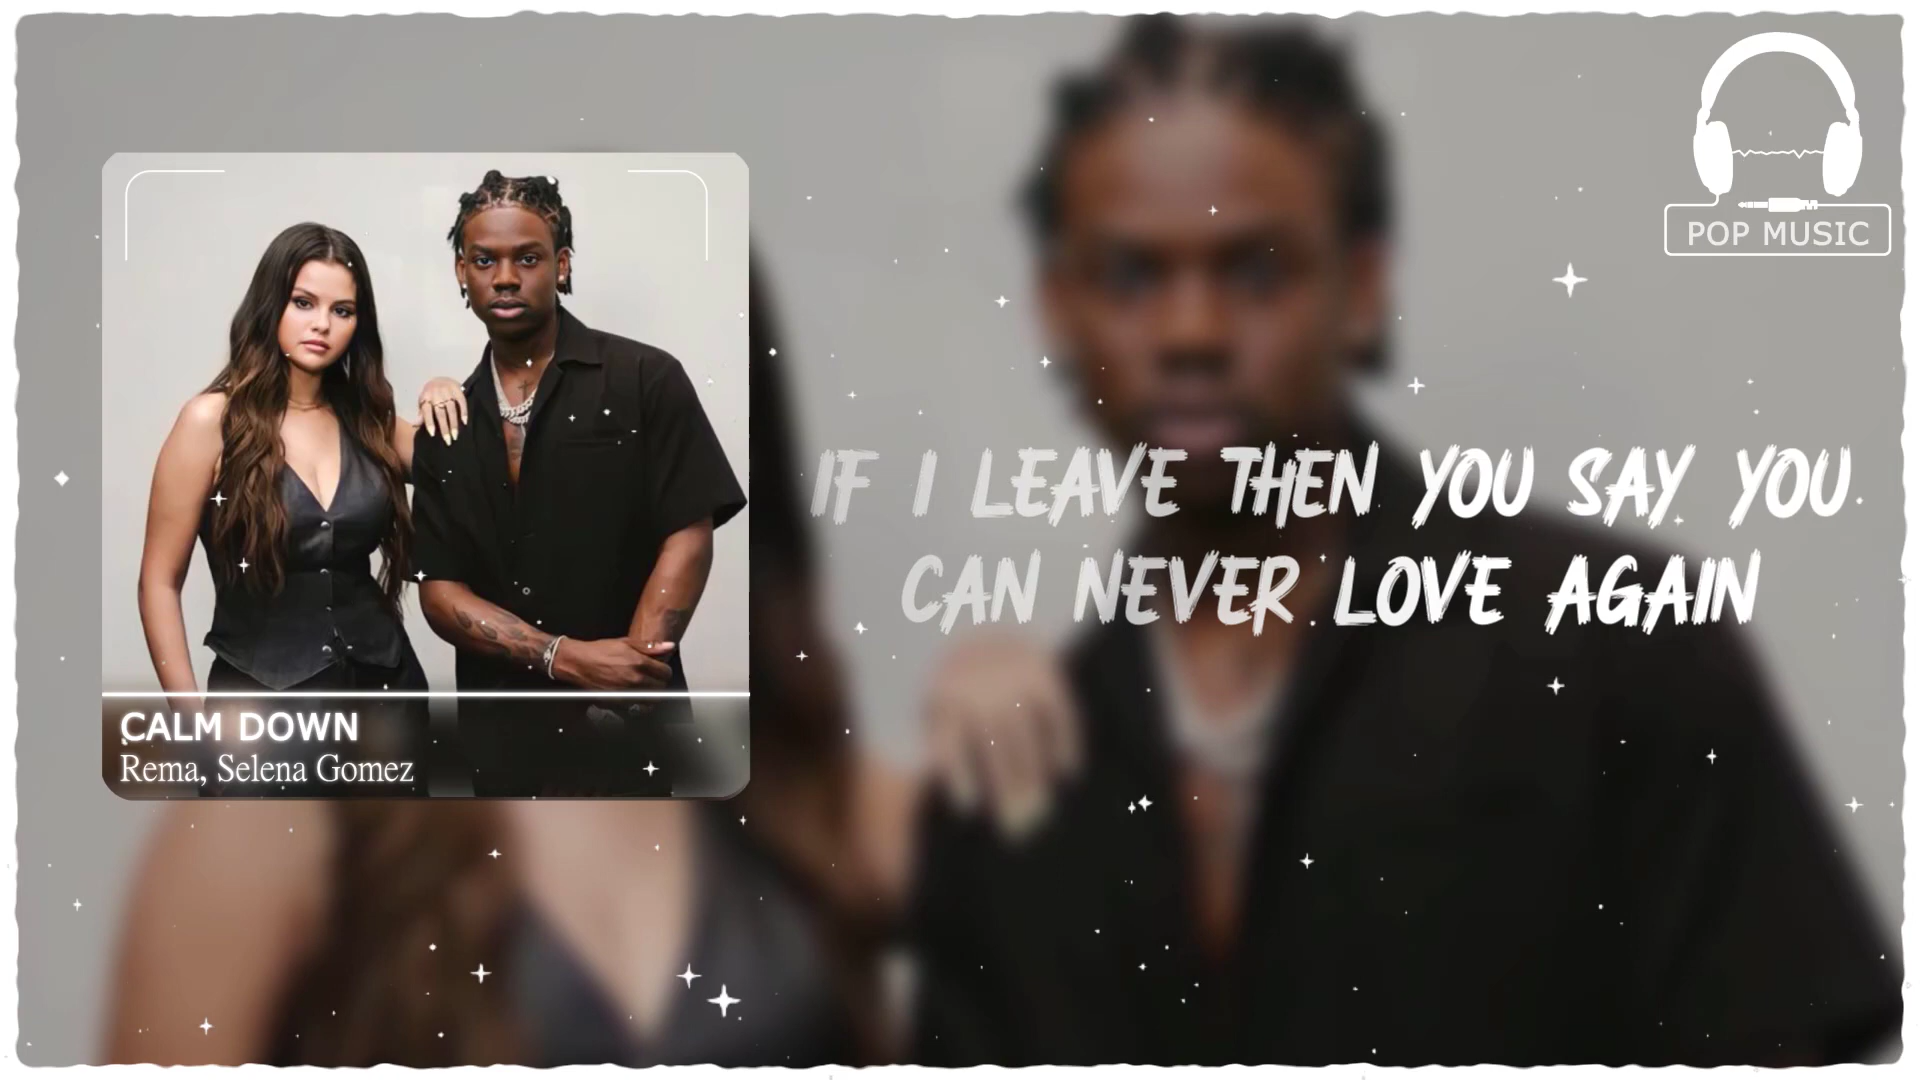 POP MUSIC
IF I LEAVE THEN YOU SAY YOU
CAN NEVER LOVE AGAIN
CALM DOWN
Rema, Selena Gomez